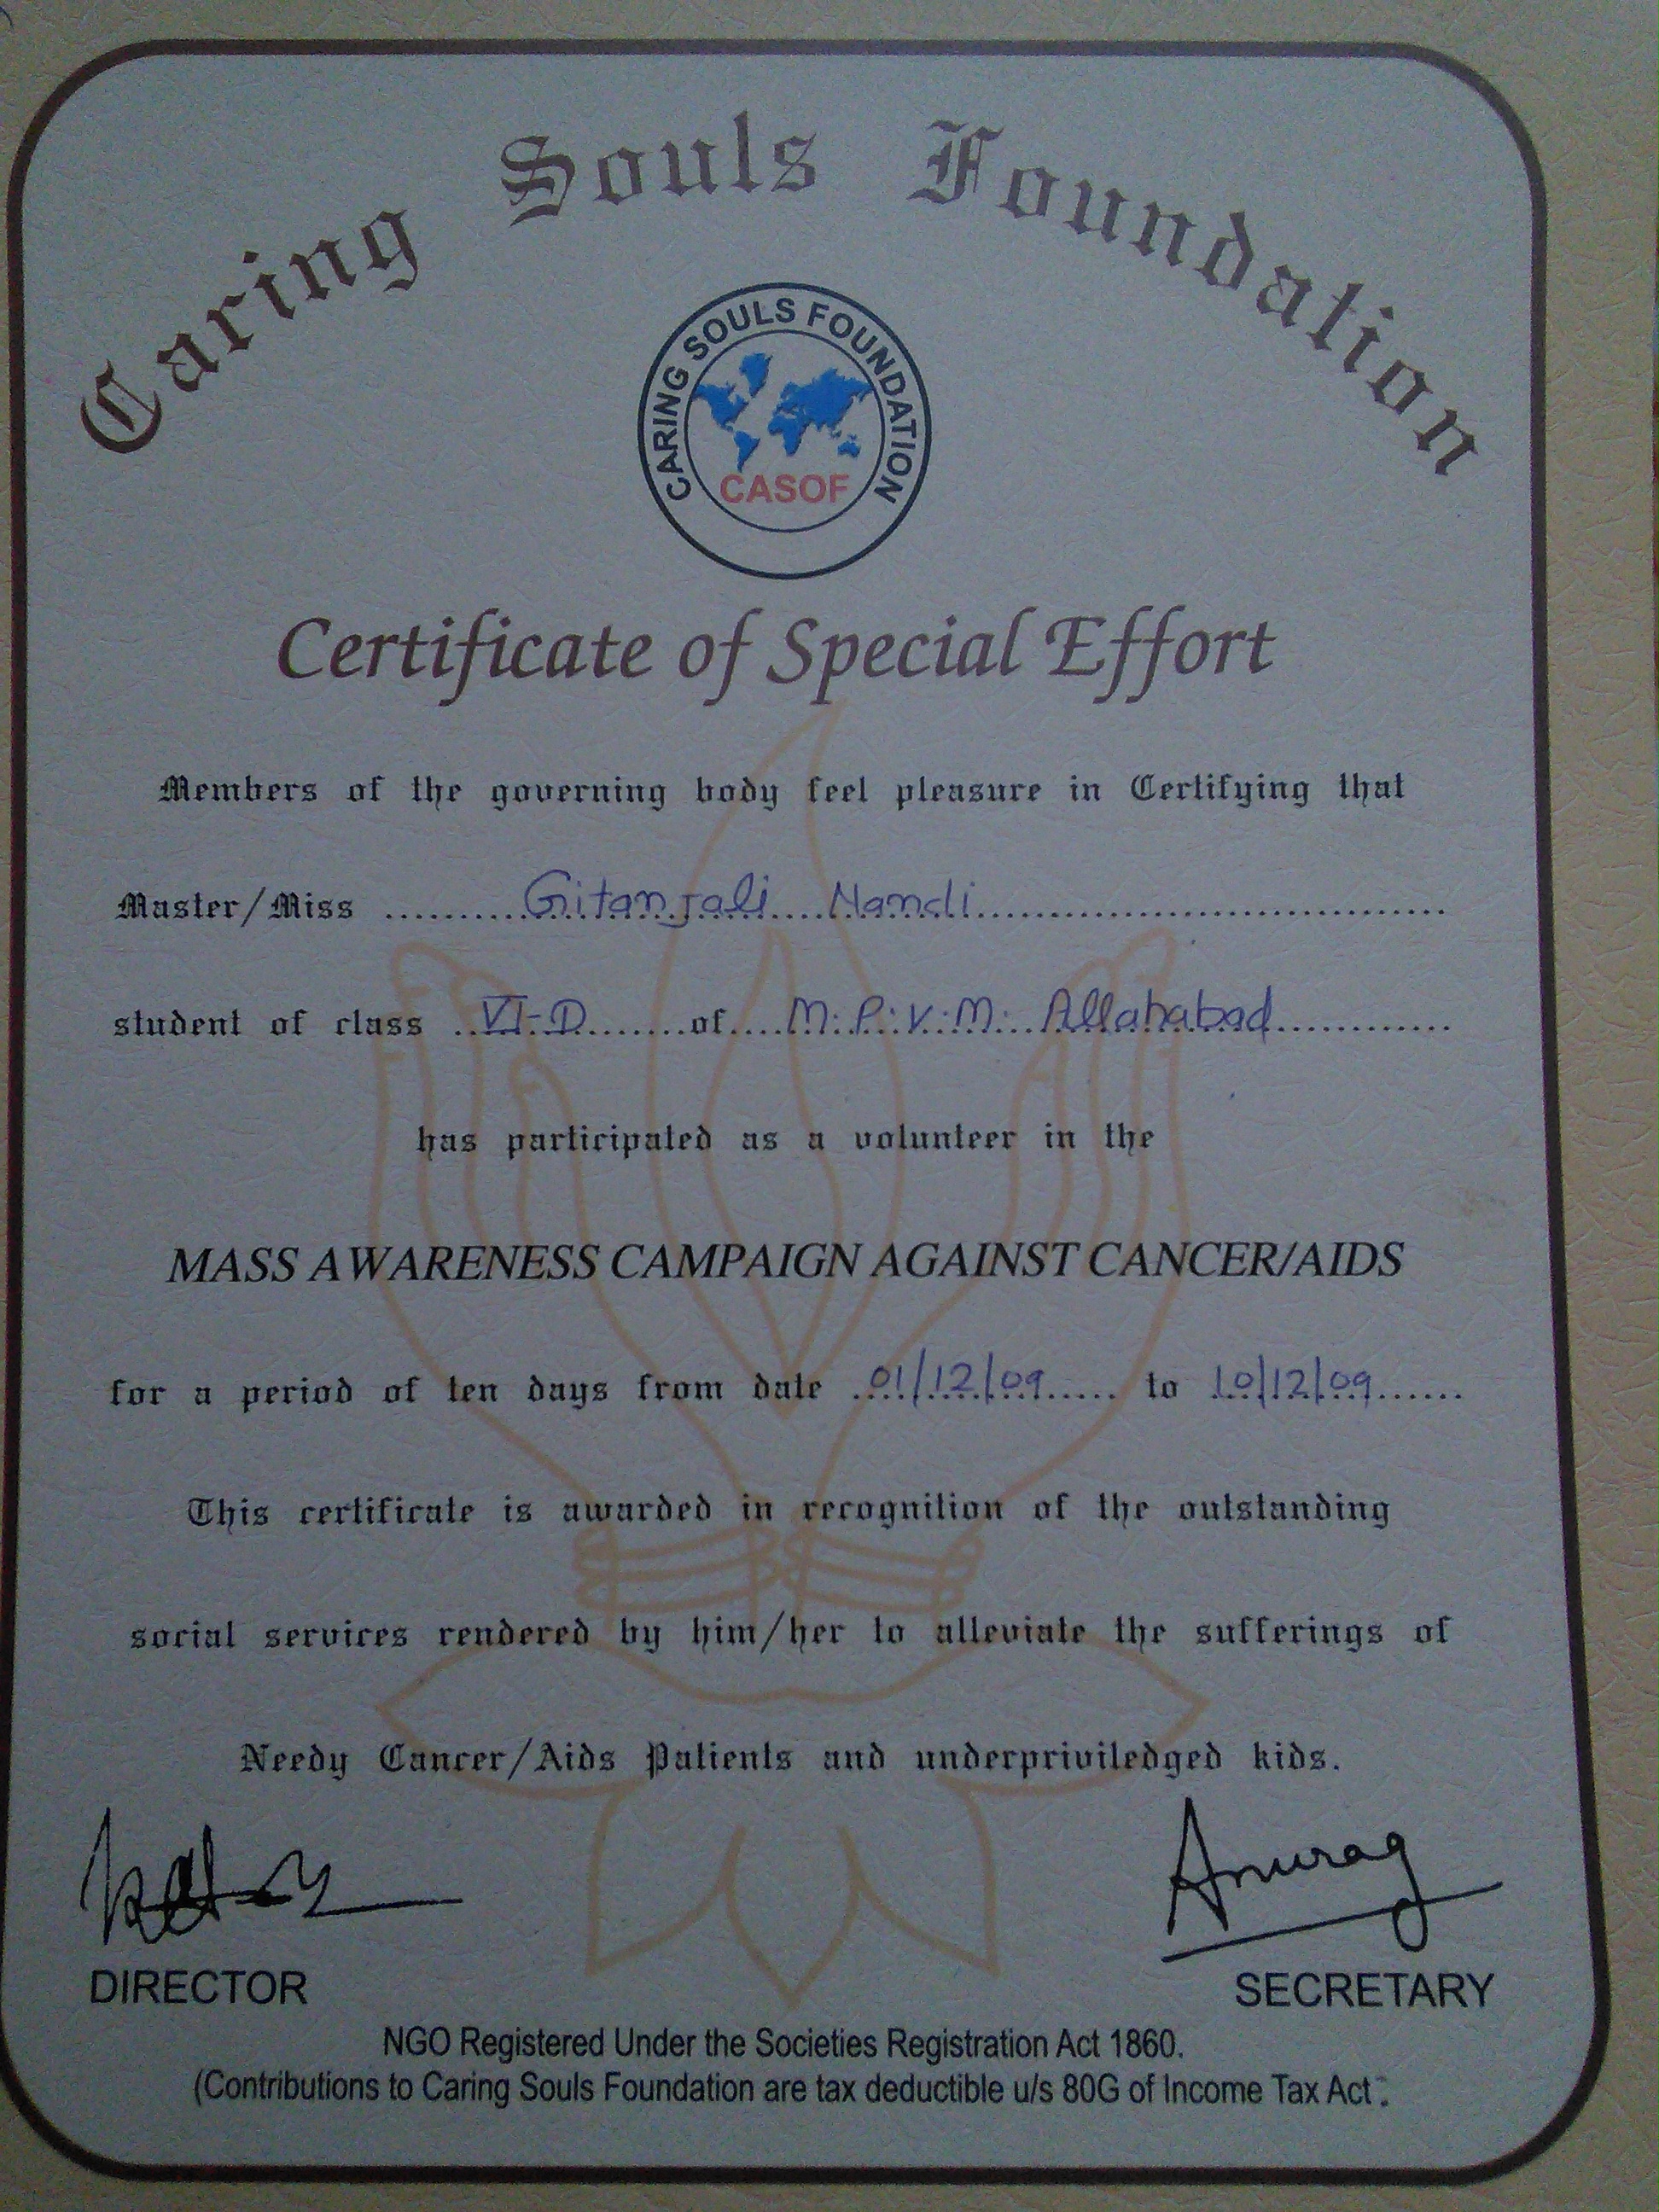 Caring Souls Foundation
CARING SOULS FOUNDATION
CASOF
Certificate of Special Effort
Members of the governing body feel pleasure in Certifying that
Master/Miss ..........Gitanjali....Nandi..............................
student of class ..VI-D.......of....M.P.V.M. Allahabad.............
has participated as a volunteer in the
MASS AWARENESS CAMPAIGN AGAINST CANCER/AIDS
for a period of ten days from date ..01/12/09..... to 10/12/09......
This certificate is awarded in recognition of the outstanding
social services rendered by him/her to alleviate the sufferings of
Needy Cancer/Aids Patients and underpriviledged kids.
Anurag
DIRECTOR SECRETARY
NGO Registered Under the Societies Registration Act 1860.
(Contributions to Caring Souls Foundation are tax deductible u/s 80G of Income Tax Act.